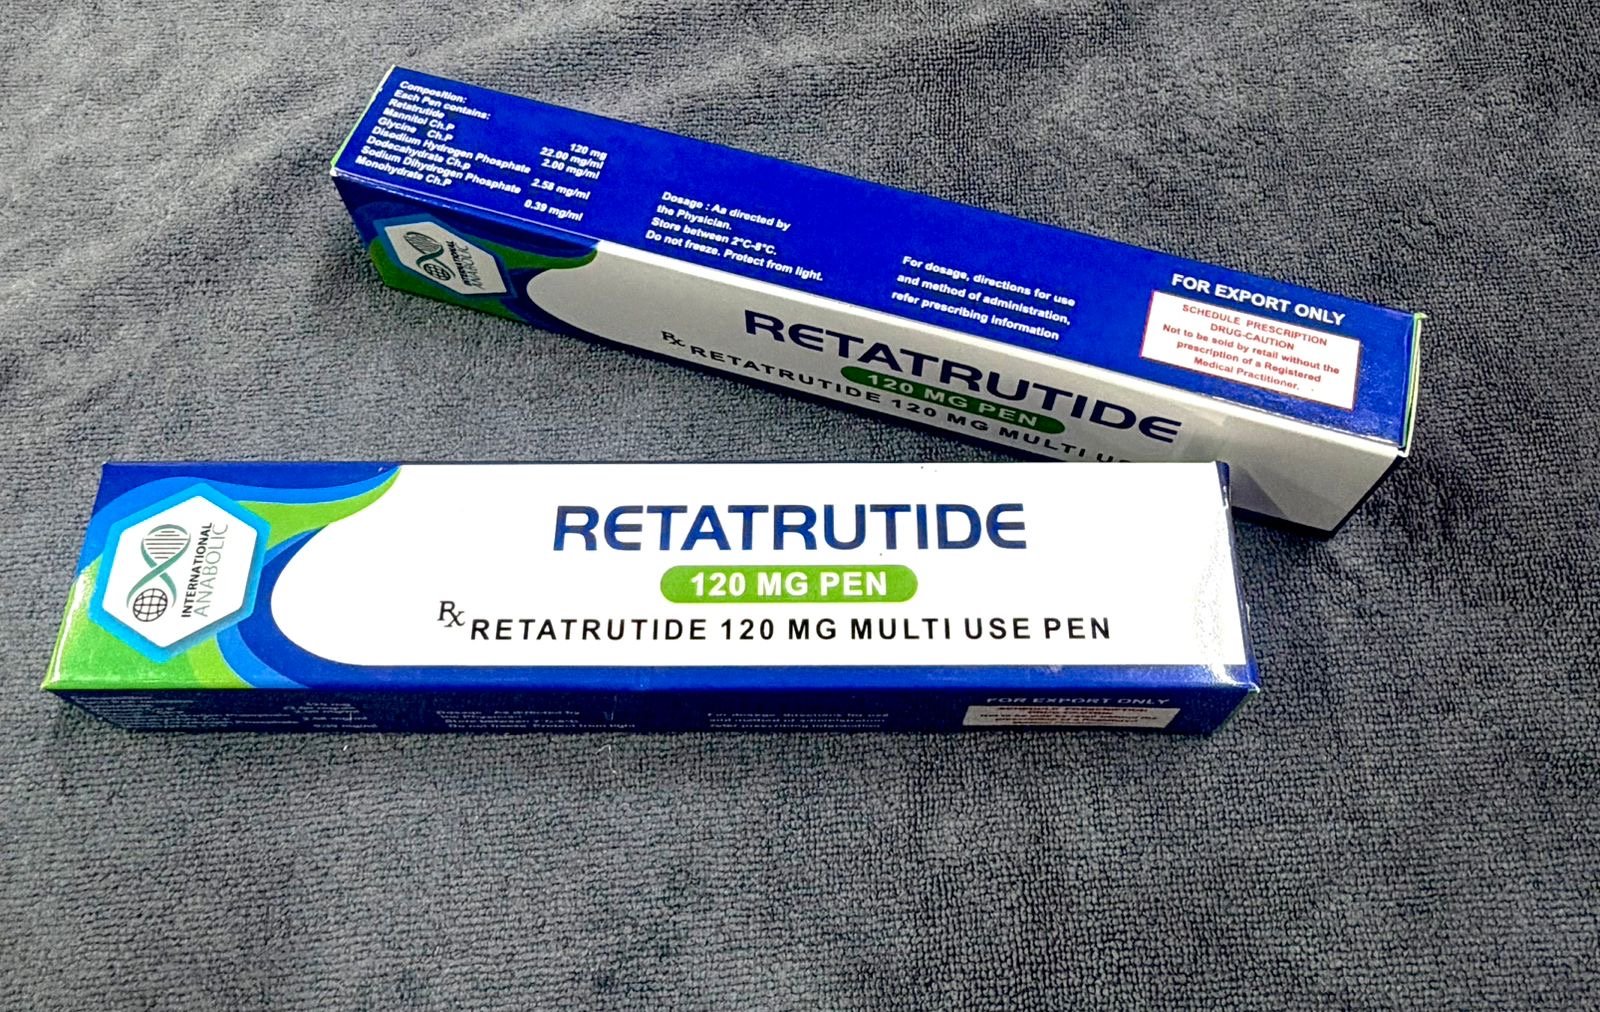 Composition:
Each Pen contains:
Retatrutide 120 mg
Mannitol Ch.P 22.00 mg/ml
Glycine Ch.P 2.00 mg/ml
Disodium Hydrogen Phosphate
Dodecahydrate Ch.p 2.58 mg/ml
Sodium Dihydrogen Phosphate
Monohydrate Ch.P 0.39 mg/ml
Dosage : As directed by
the Physician.
Store between 2°C-8°C.
Do not freeze. Protect from light.
For dosage, directions for use
and method of administration,
refer prescribing information
FOR EXPORT ONLY
SCHEDULE PRESCRIPTION
DRUG-CAUTION
Not to be sold by retail without the
prescription of a Registered
Medical Practitioner.
INTERNATIONAL
ANABOLIC
RETATRUTIDE
120 MG PEN
Rx RETATRUTIDE 120 MG MULTI US
INTERNATIONAL
ANABOLIC
RETATRUTIDE
120 MG PEN
Rx RETATRUTIDE 120 MG MULTI USE PEN
FOR EXPORT ONLY